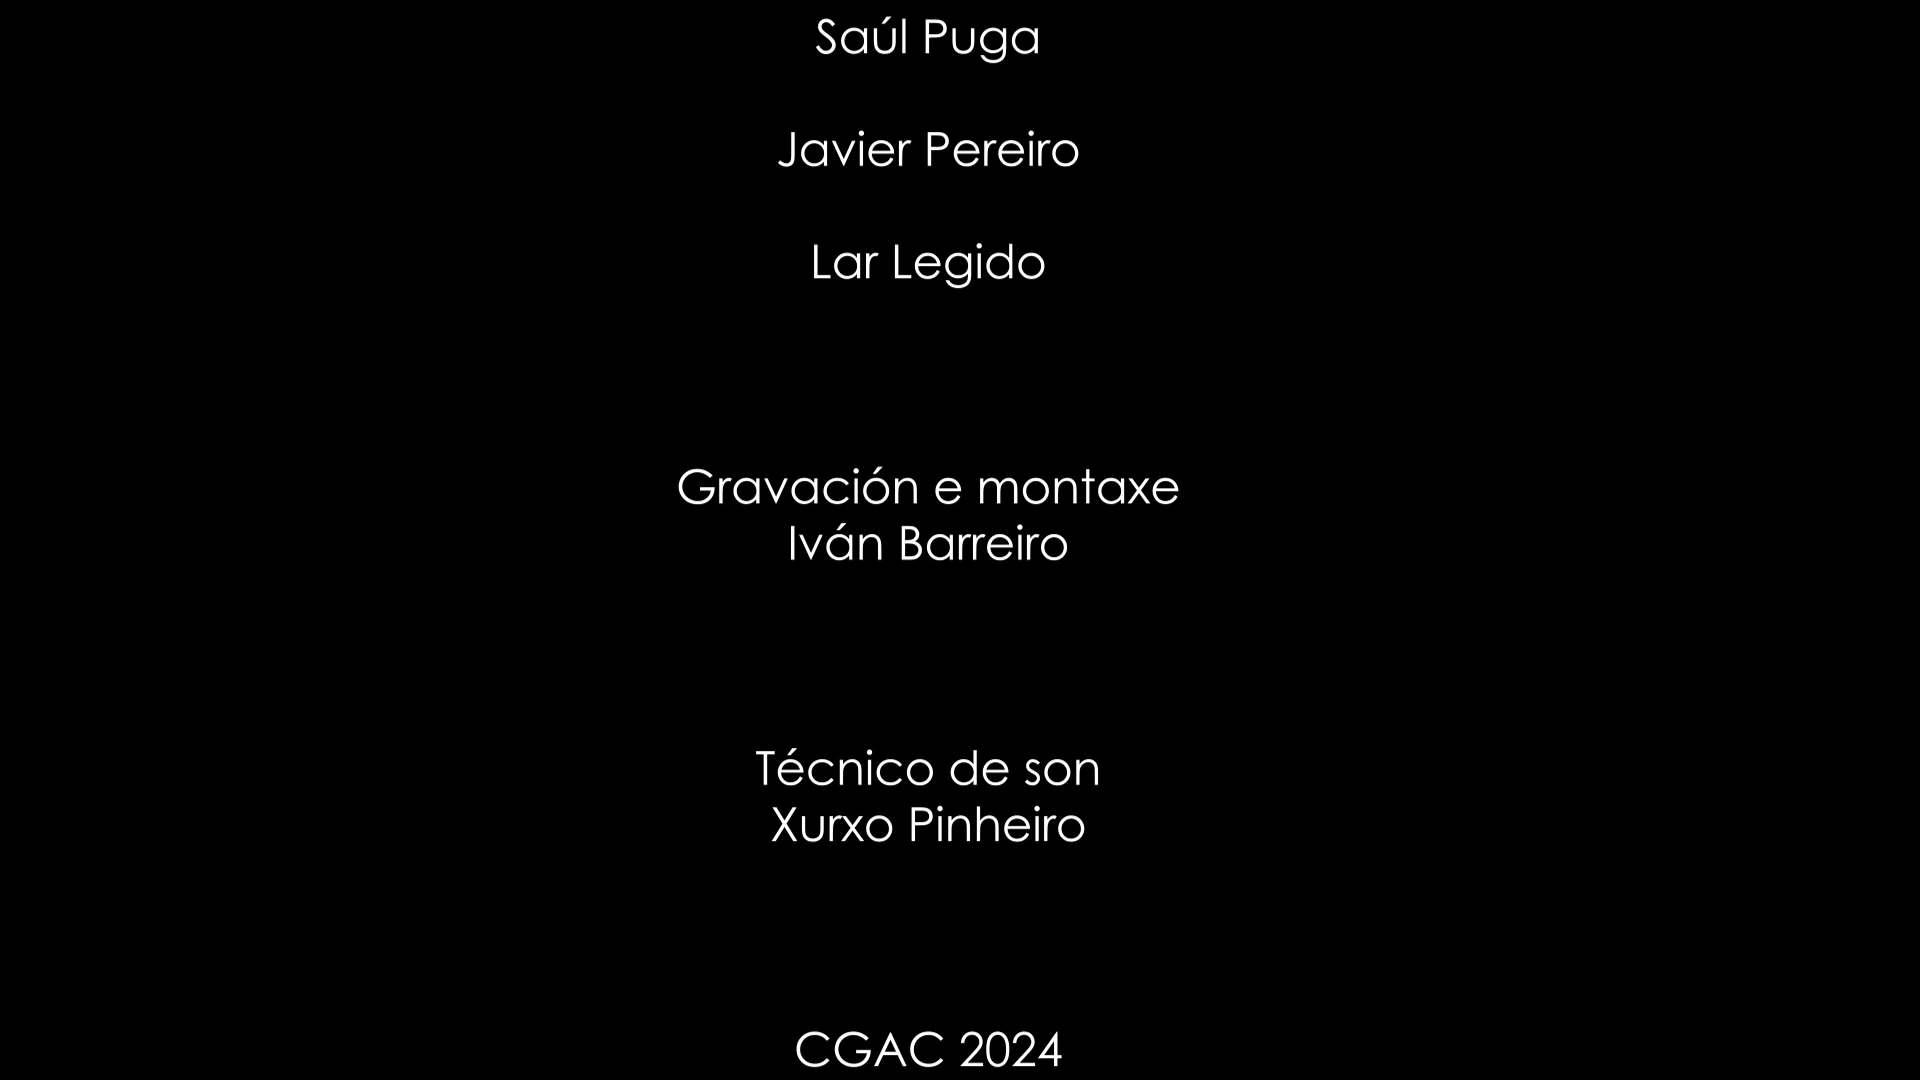 Saúl Puga
Javier Pereiro
Lar Legido
Gravación e montaxe
Iván Barreiro
Técnico de son
Xurxo Pinheiro
CGAC 2024